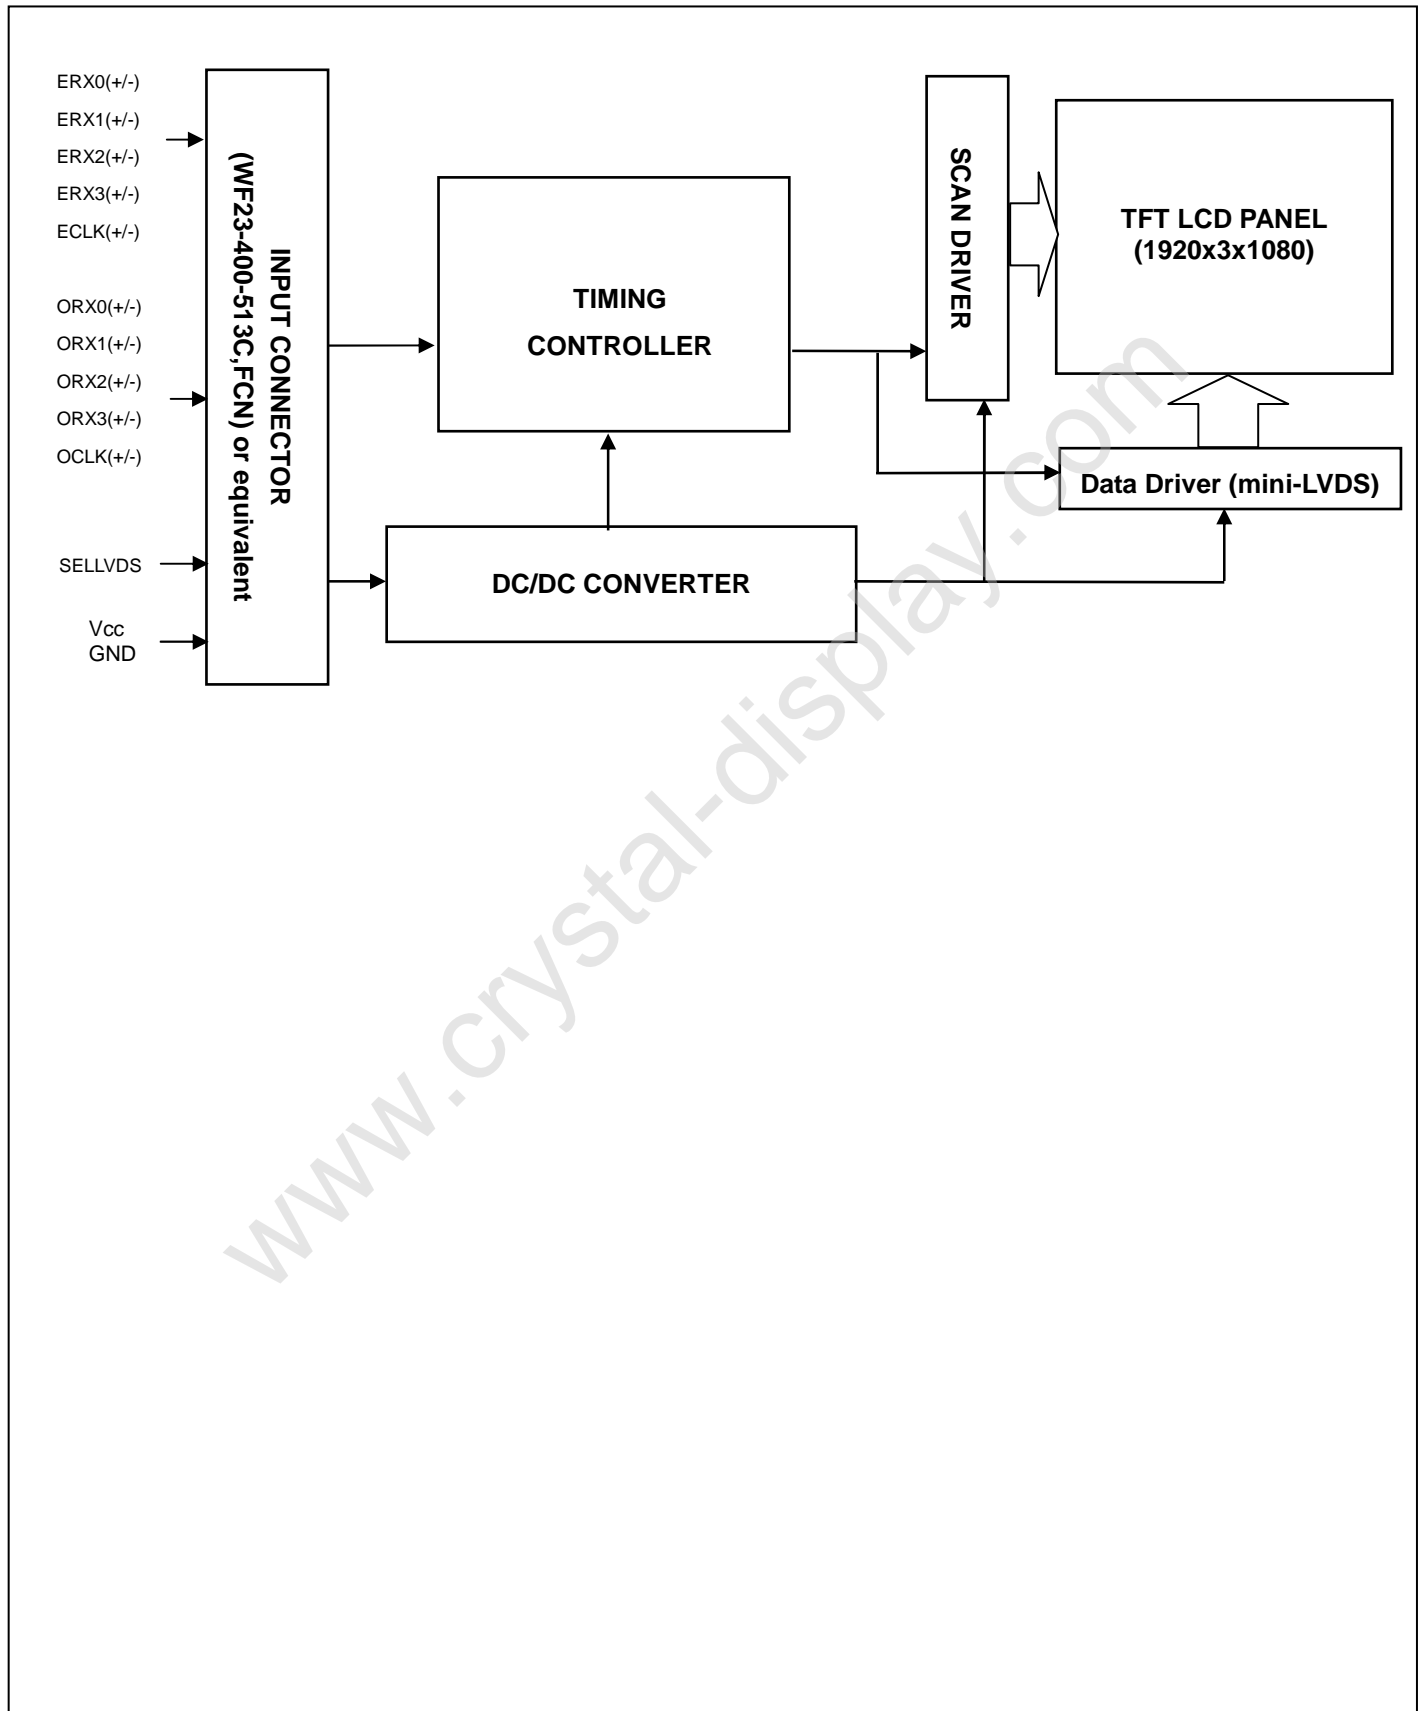 ERX0(+/-)
ERX1(+/-)
ERX2(+/-)
ERX3(+/-)
ECLK(+/-)
ORX0(+/-)
ORX1(+/-)
ORX2(+/-)
ORX3(+/-)
OCLK(+/-)
SELLVDS
Vcc
GND
INPUT CONNECTOR
(WF23-400-513C,FCN) or equivalent
TIMING
CONTROLLER
DC/DC CONVERTER
SCAN DRIVER
TFT LCD PANEL
(1920x3x1080)
Data Driver (mini-LVDS)
www.crystal-display.com